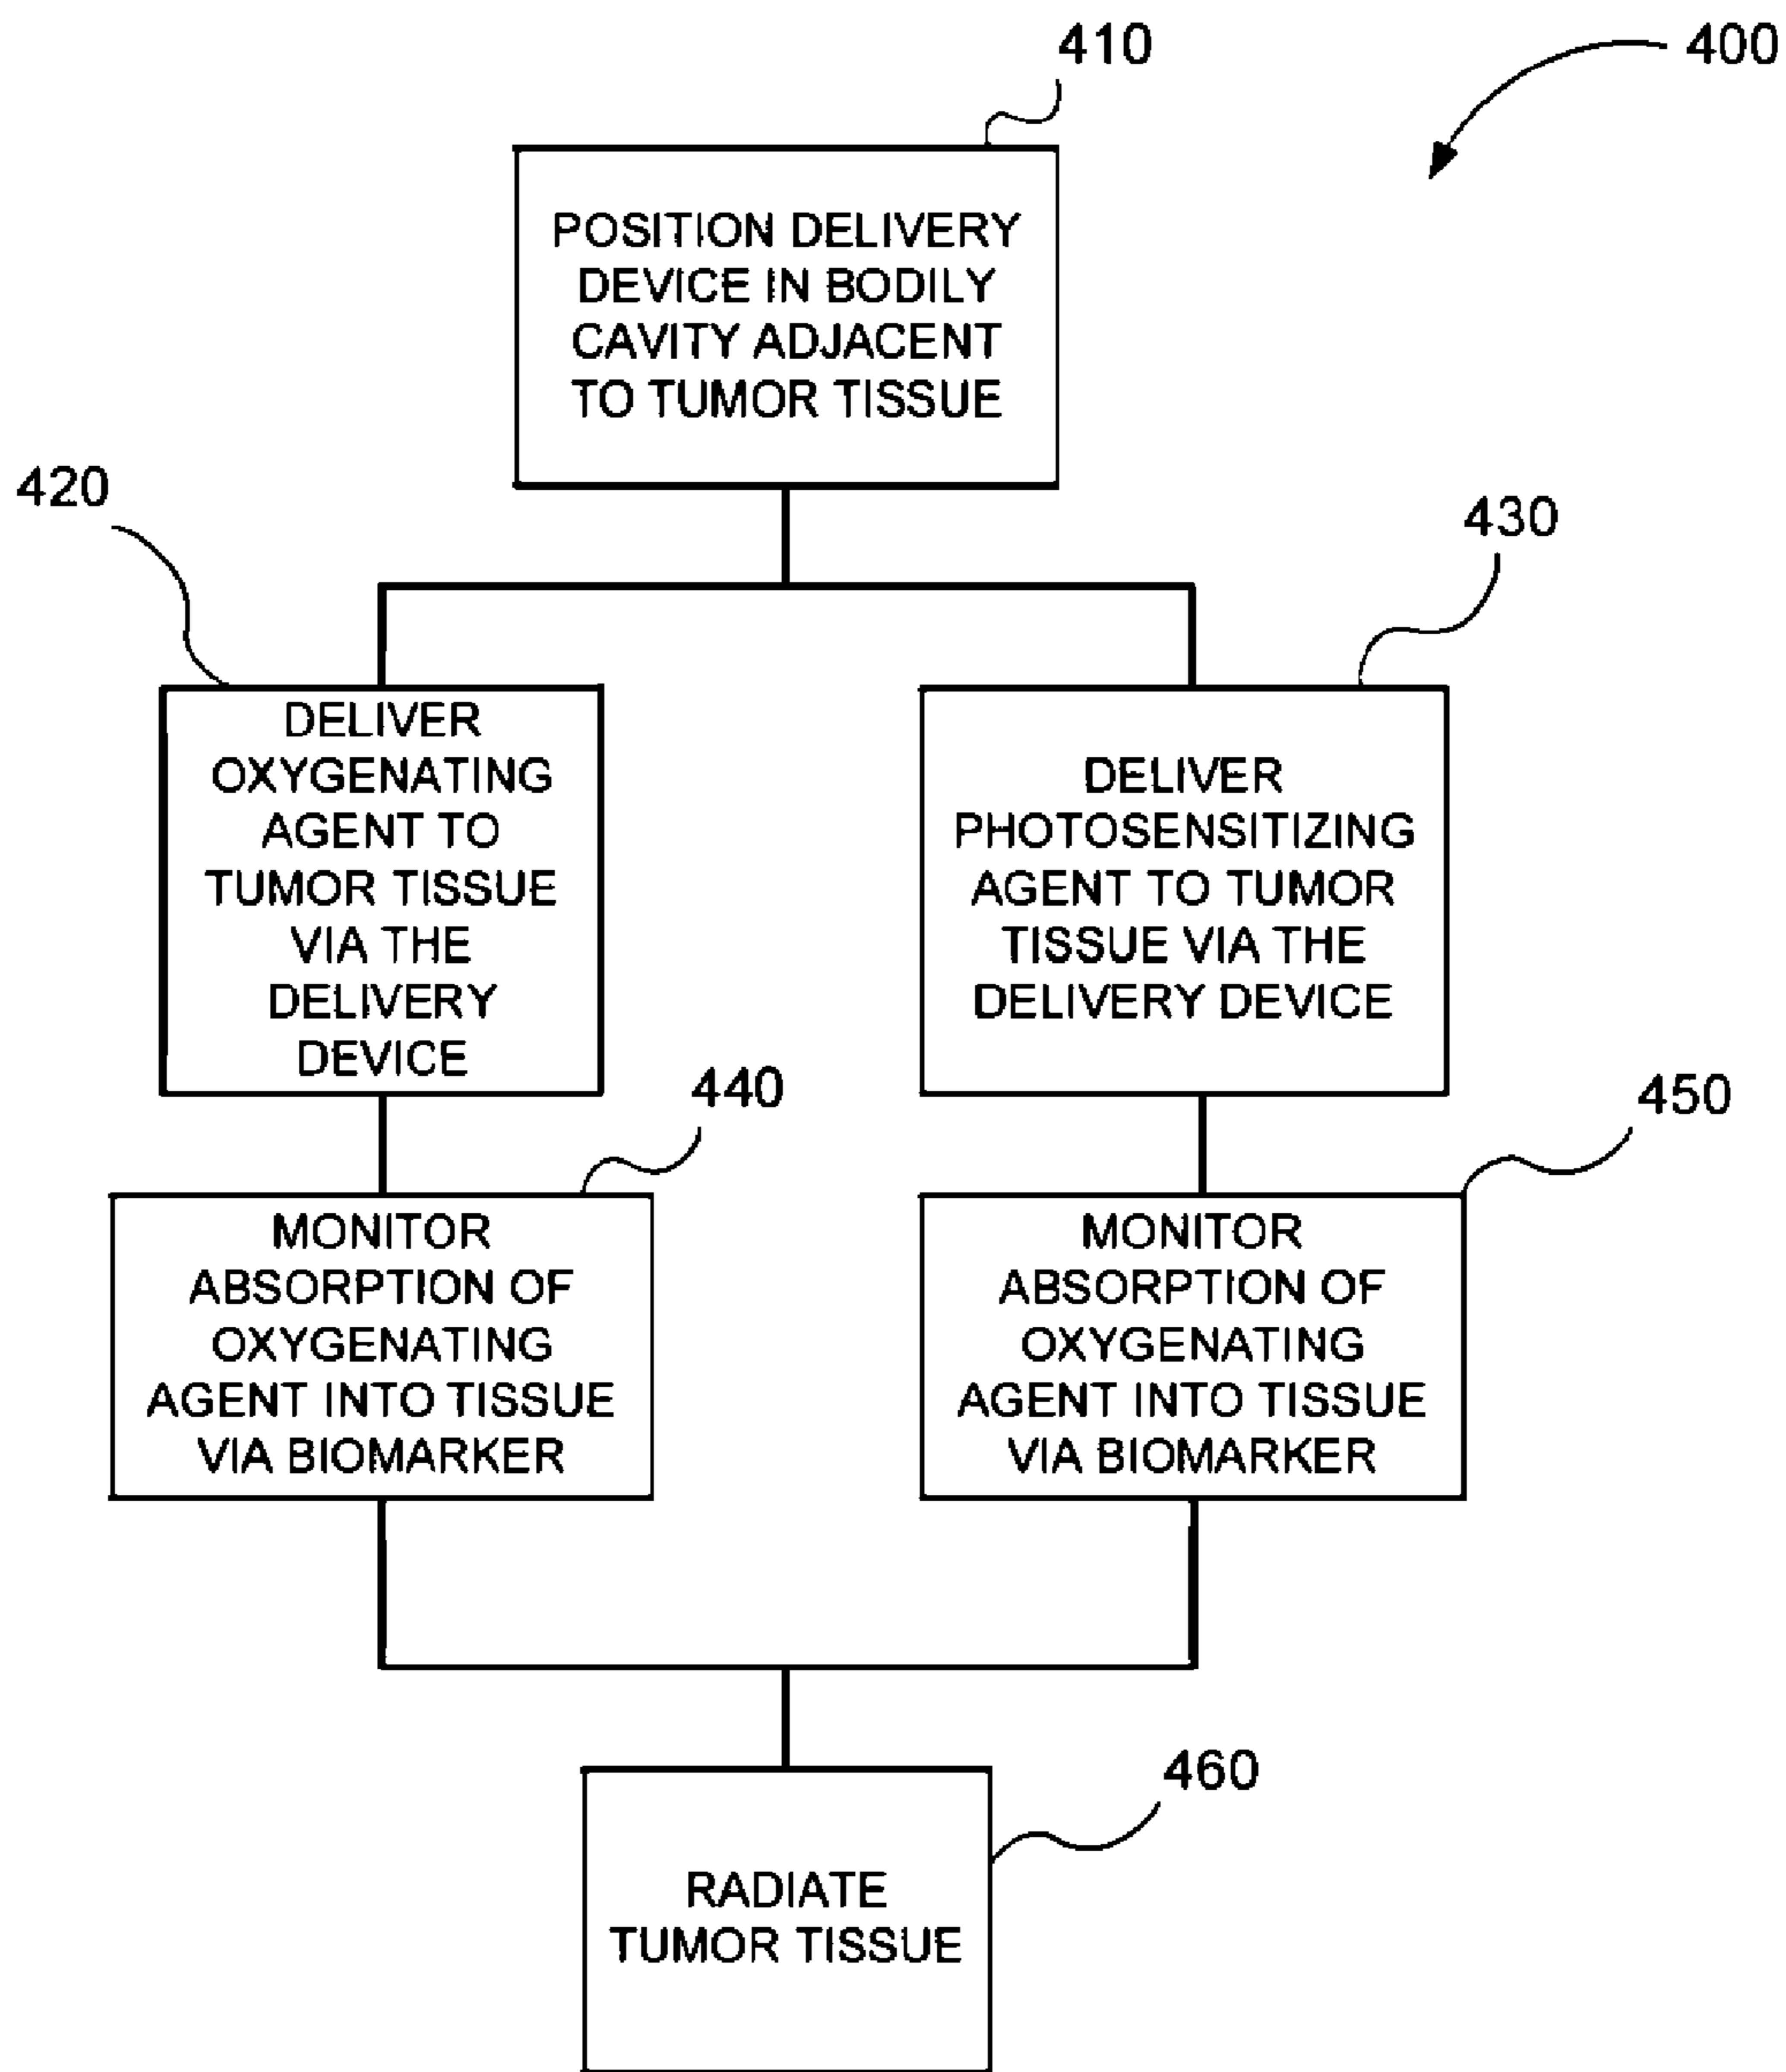 410
400
POSITION DELIVERY
DEVICE IN BODILY
CAVITY ADJACENT
TO TUMOR TISSUE
420
430
DELIVER
OXYGENATING
AGENT TO
TUMOR TISSUE
VIA THE
DELIVERY
DEVICE
DELIVER
PHOTOSENSITIZING
AGENT TO TUMOR
TISSUE VIA THE
DELIVERY DEVICE
440
450
MONITOR
ABSORPTION OF
OXYGENATING
AGENT INTO TISSUE
VIA BIOMARKER
MONITOR
ABSORPTION OF
OXYGENATING
AGENT INTO TISSUE
VIA BIOMARKER
460
RADIATE
TUMOR TISSUE